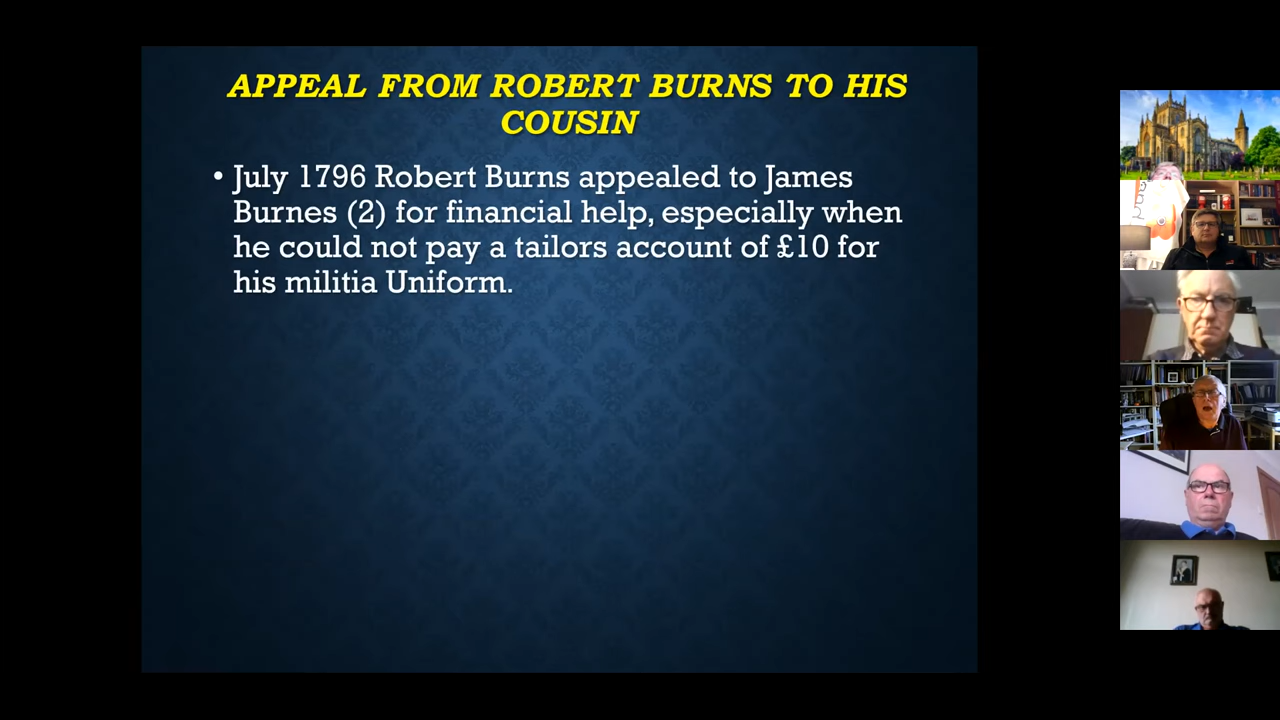 APPEAL FROM ROBERT BURNS TO HIS
COUSIN
• July 1796 Robert Burns appealed to James
Burnes (2) for financial help, especially when
he could not pay a tailors account of £10 for
his militia Uniform.